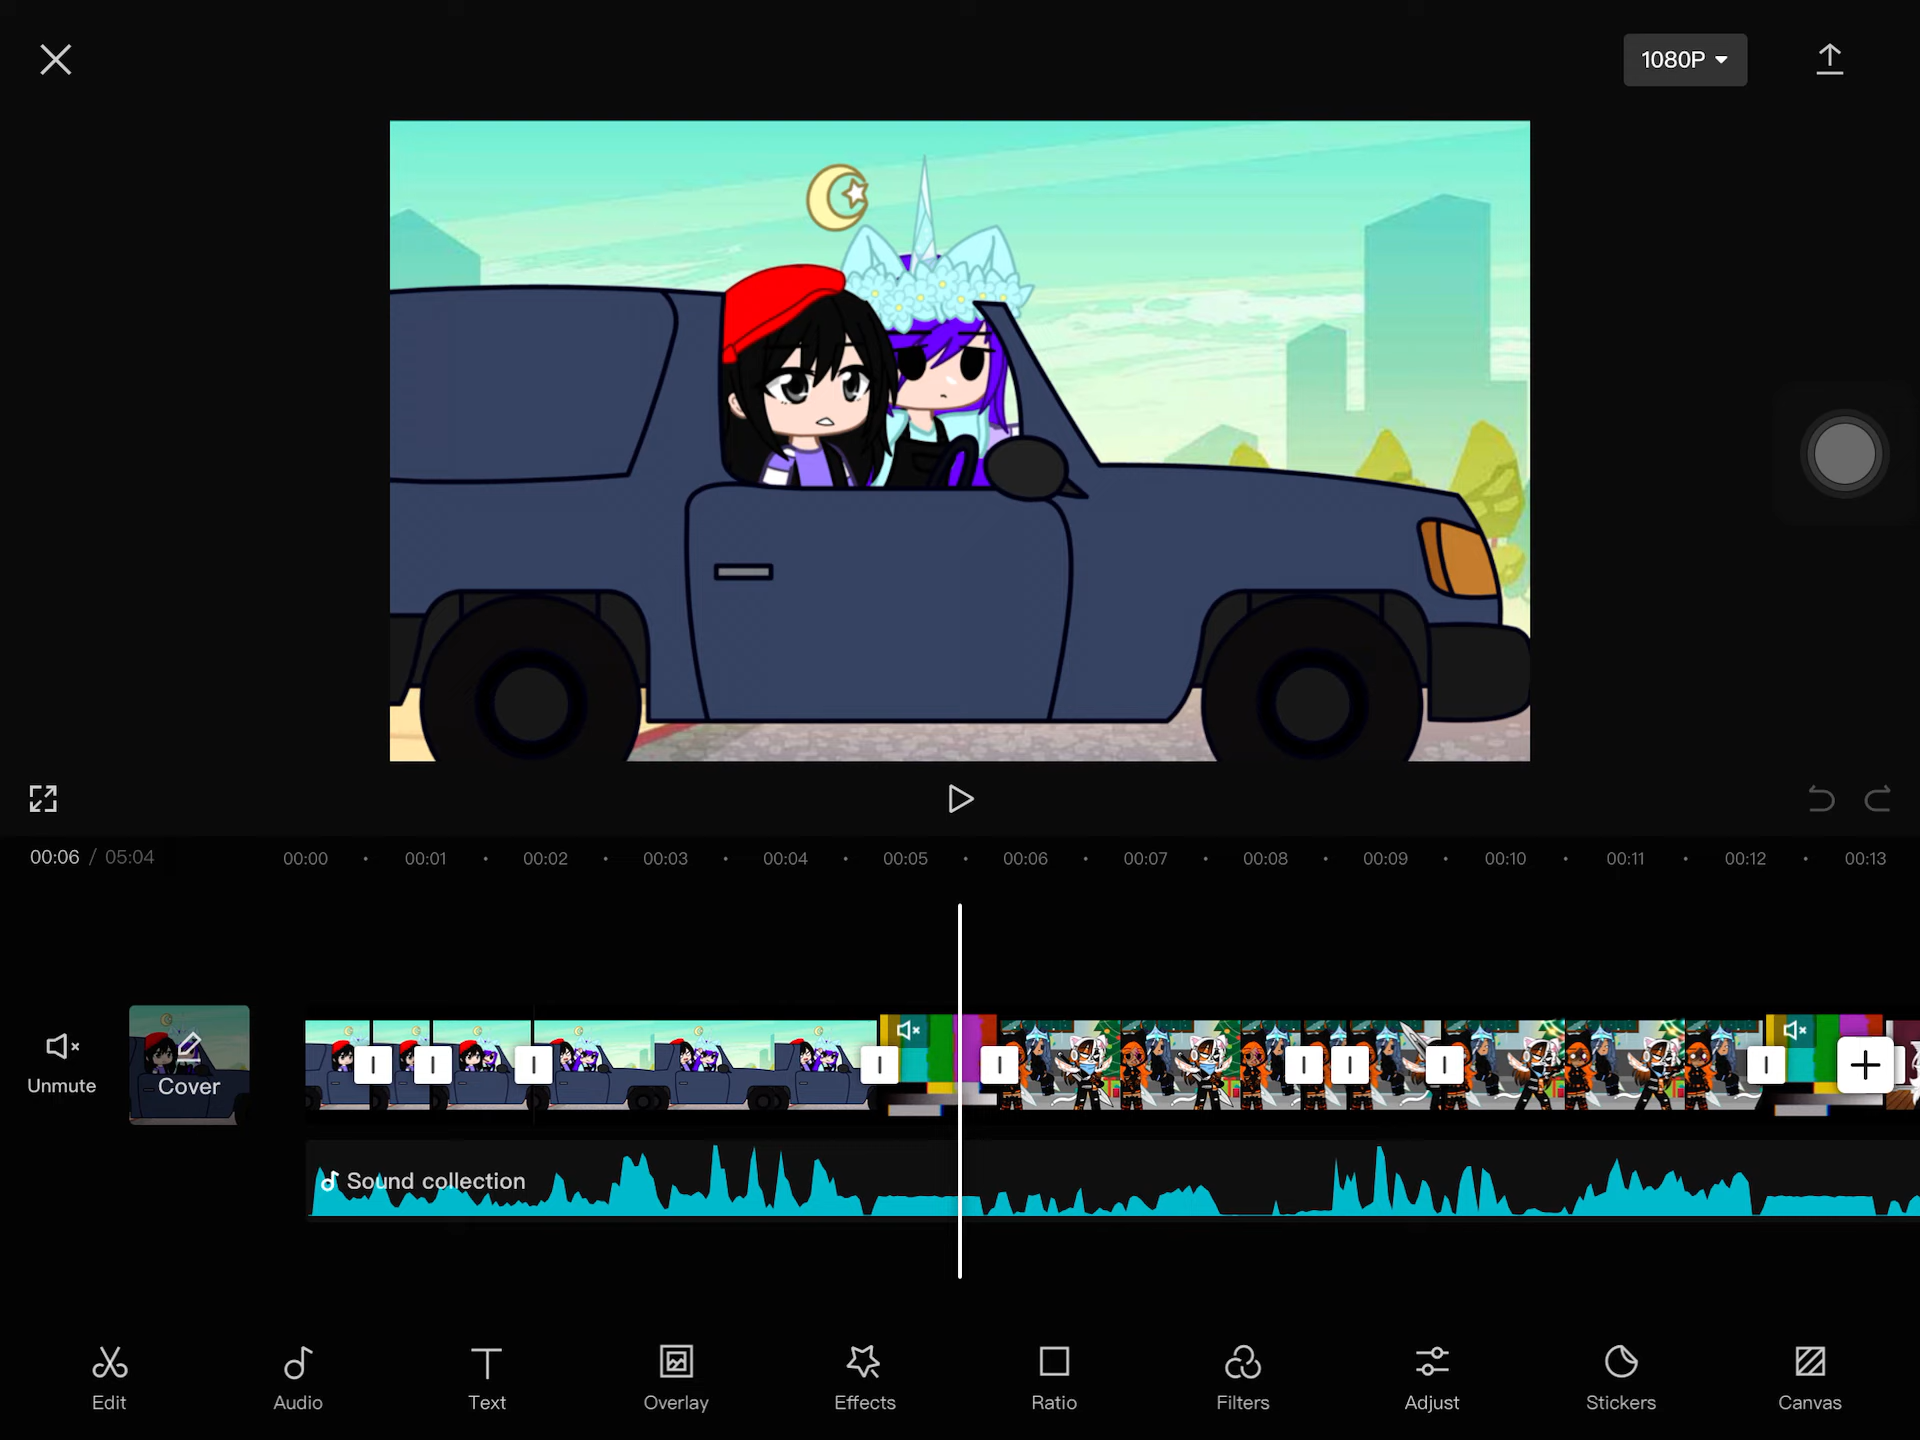 1080P
00:06 / 05:04
00:00 00:01 00:02 00:03 00:04 00:05 00:06 00:07 00:08 00:09 00:10 00:11 00:12 00:13
Unmute
Cover
Sound collection
Edit Audio Text Overlay Effects Ratio Filters Adjust Stickers Canvas